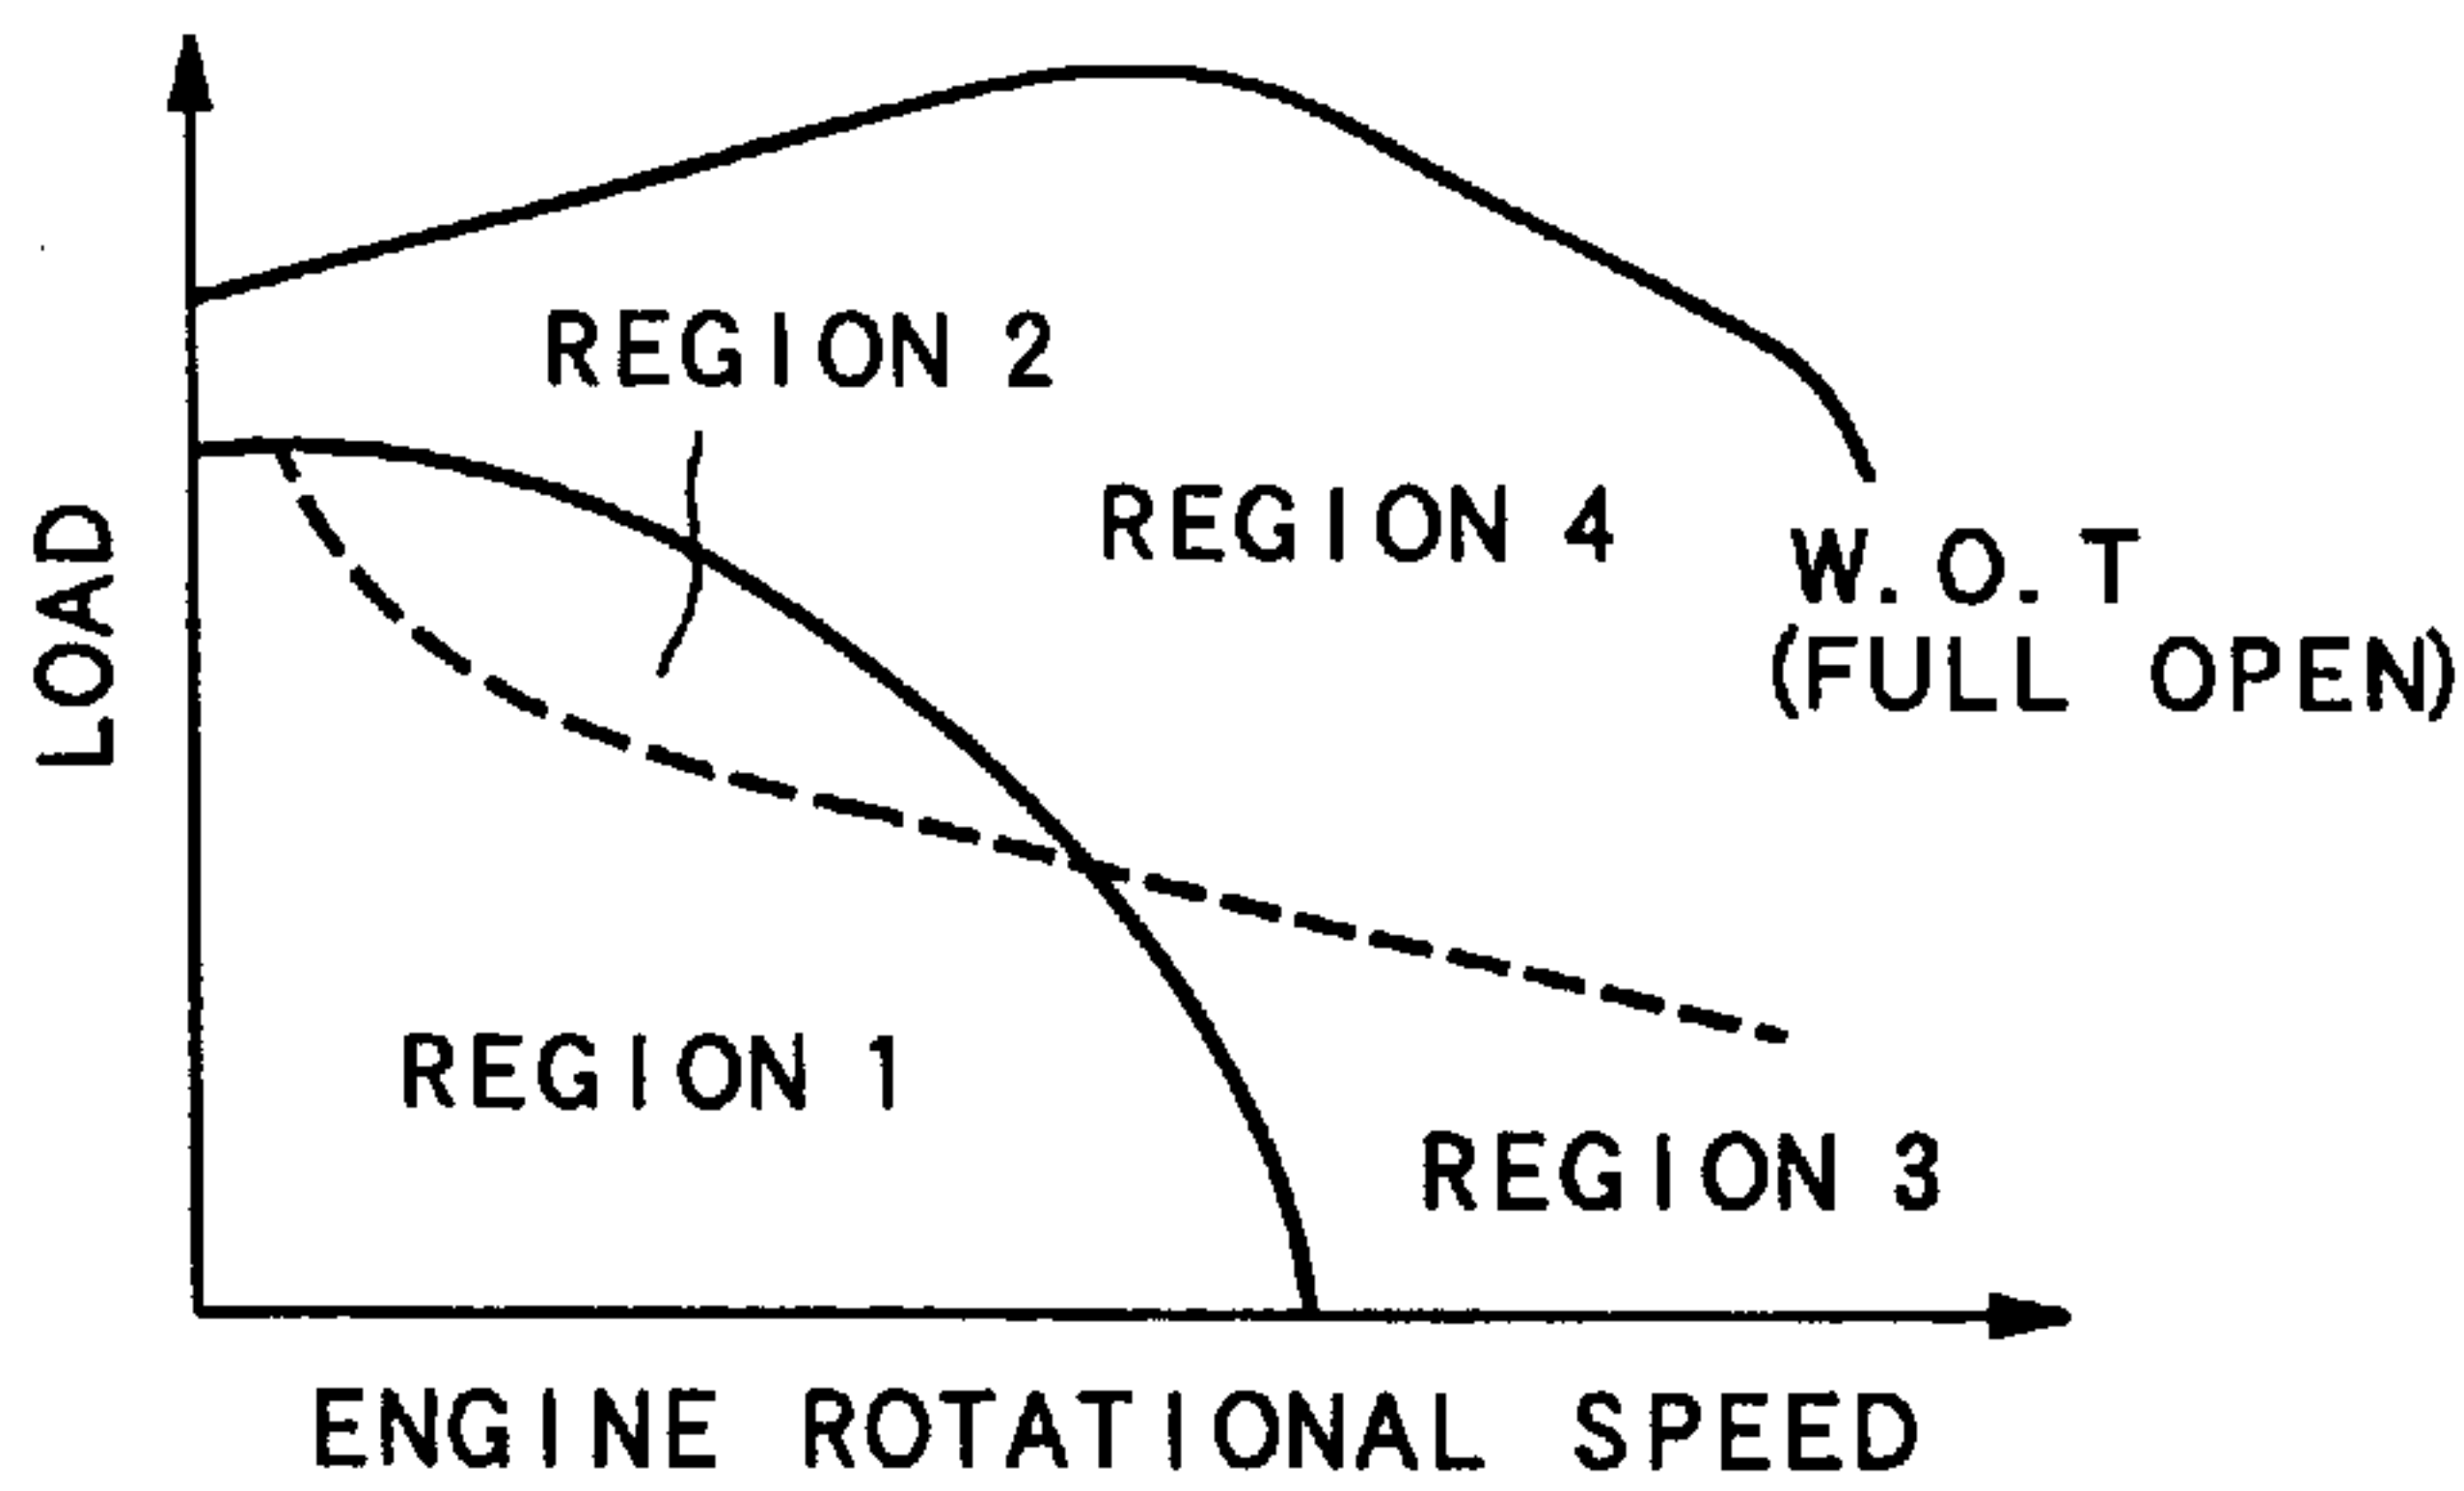 REGION 2
REGION 4
W.O.T
(FULL OPEN)
LOAD
REGION 1
REGION 3
ENGINE ROTATIONAL SPEED